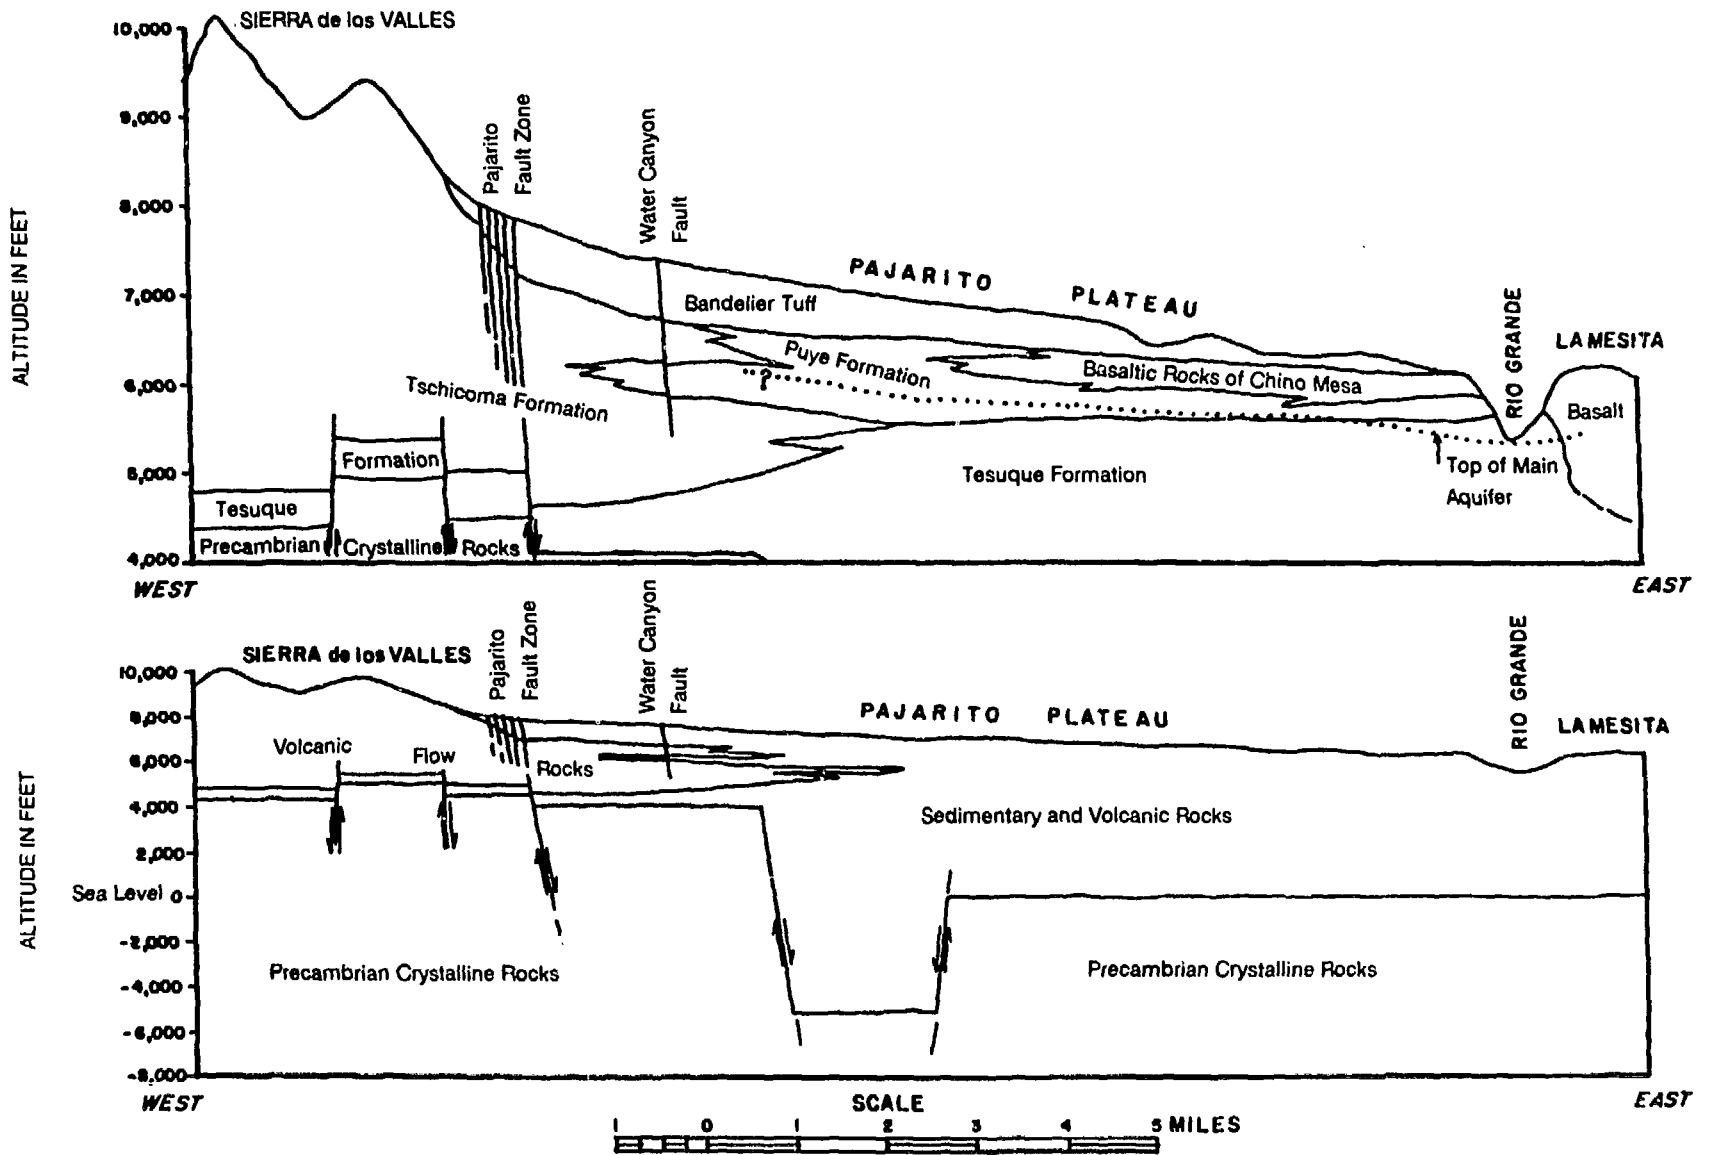 SIERRA de los VALLES
10,000
9,000
8,000
7,000
6,000
5,000
4,000
ALTITUDE IN FEET
Pajarito
Fault Zone
Water Canyon
Fault
PAJARITO PLATEAU
RIO GRANDE
LA MESITA
Bandelier Tuff
Puye Formation
Basaltic Rocks of Chino Mesa
Basalt
?
Tschicoma Formation
Formation
Tesuque
Tesuque Formation
Top of Main
Aquifer
Precambrian Crystalline Rocks
WEST
EAST
SIERRA de los VALLES
10,000
8,000
6,000
4,000
2,000
Sea Level 0
-2,000
-4,000
-6,000
-8,000
ALTITUDE IN FEET
Pajarito
Fault Zone
Water Canyon
Fault
PAJARITO PLATEAU
RIO GRANDE
LA MESITA
Volcanic Flow Rocks
Sedimentary and Volcanic Rocks
Precambrian Crystalline Rocks
Precambrian Crystalline Rocks
WEST
EAST
SCALE
1 0 1 2 3 4 5 MILES